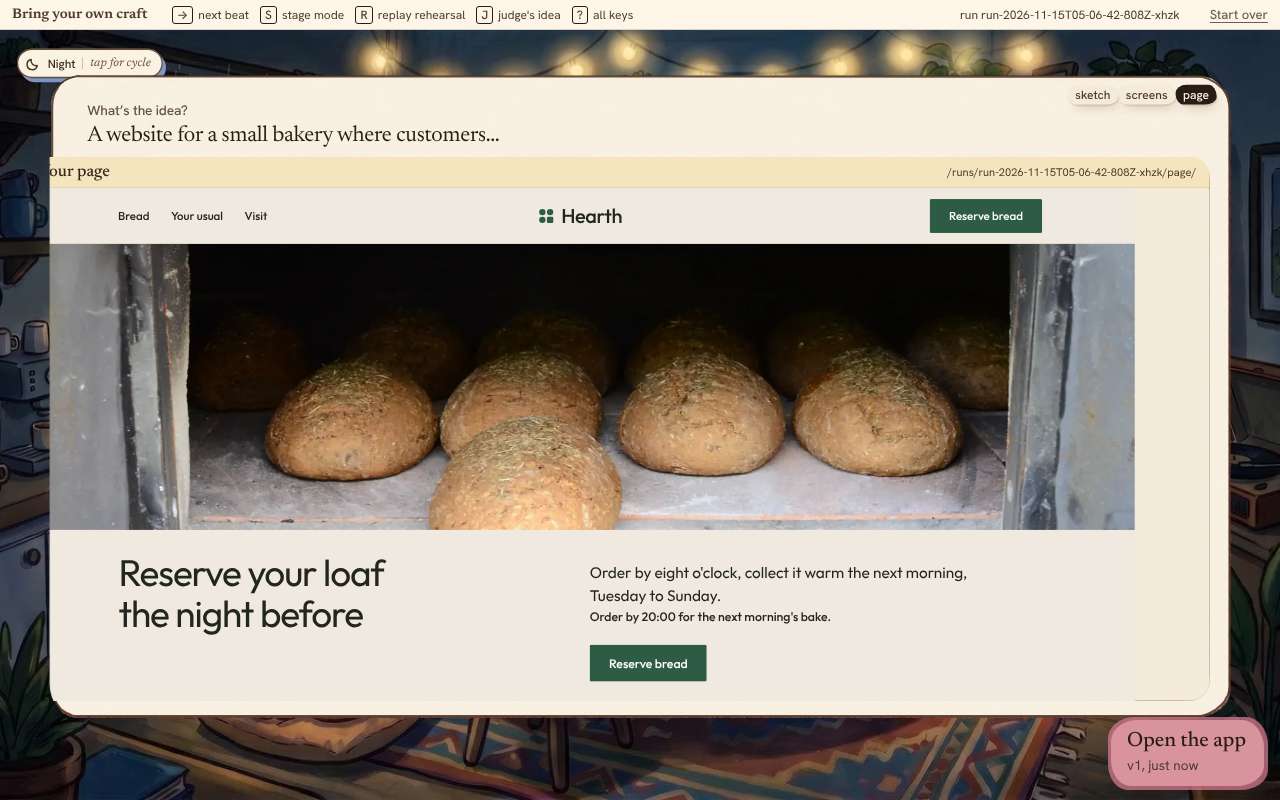 Bring your own craft → next beat S stage mode R replay rehearsal J judge's idea ? all keys run run-2026-11-15T05-06-42-808Z-xhzk Start over
Night tap for cycle
sketch screens page
What's the idea?
A website for a small bakery where customers...
our page /runs/run-2026-11-15T05-06-42-808Z-xhzk/page/
Bread Your usual Visit Hearth Reserve bread
Reserve your loaf
the night before
Order by eight o'clock, collect it warm the next morning,
Tuesday to Sunday.
Order by 20:00 for the next morning's bake.
Reserve bread
Open the app
v1, just now